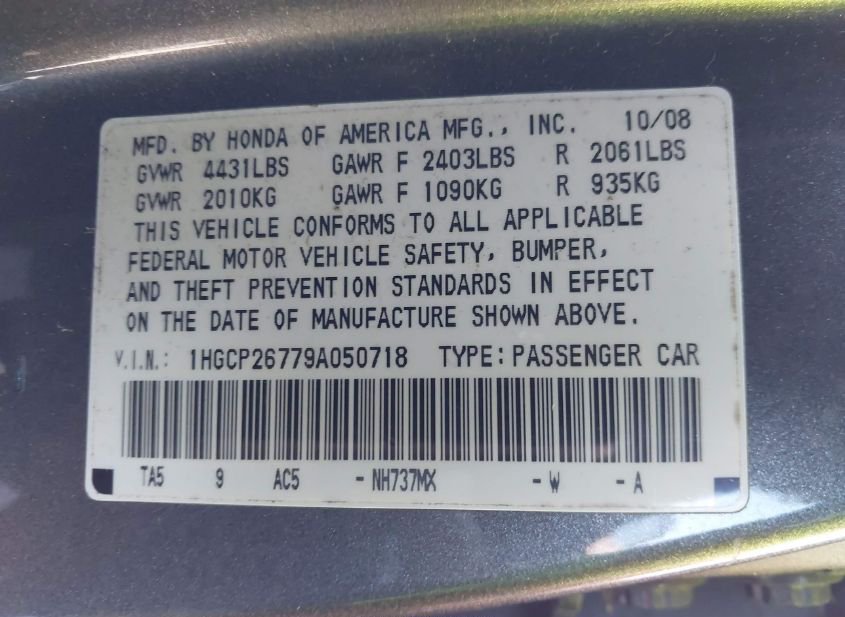 MFD. BY HONDA OF AMERICA MFG., INC. 10/08
GVWR 4431LBS GAWR F 2403LBS R 2061LBS
GVWR 2010KG GAWR F 1090KG R 935KG
THIS VEHICLE CONFORMS TO ALL APPLICABLE
FEDERAL MOTOR VEHICLE SAFETY, BUMPER,
AND THEFT PREVENTION STANDARDS IN EFFECT
ON THE DATE OF MANUFACTURE SHOWN ABOVE.
V.I.N.: 1HGCP26779A050718 TYPE:PASSENGER CAR
TA5 9 AC5 -NH737MX -W -A